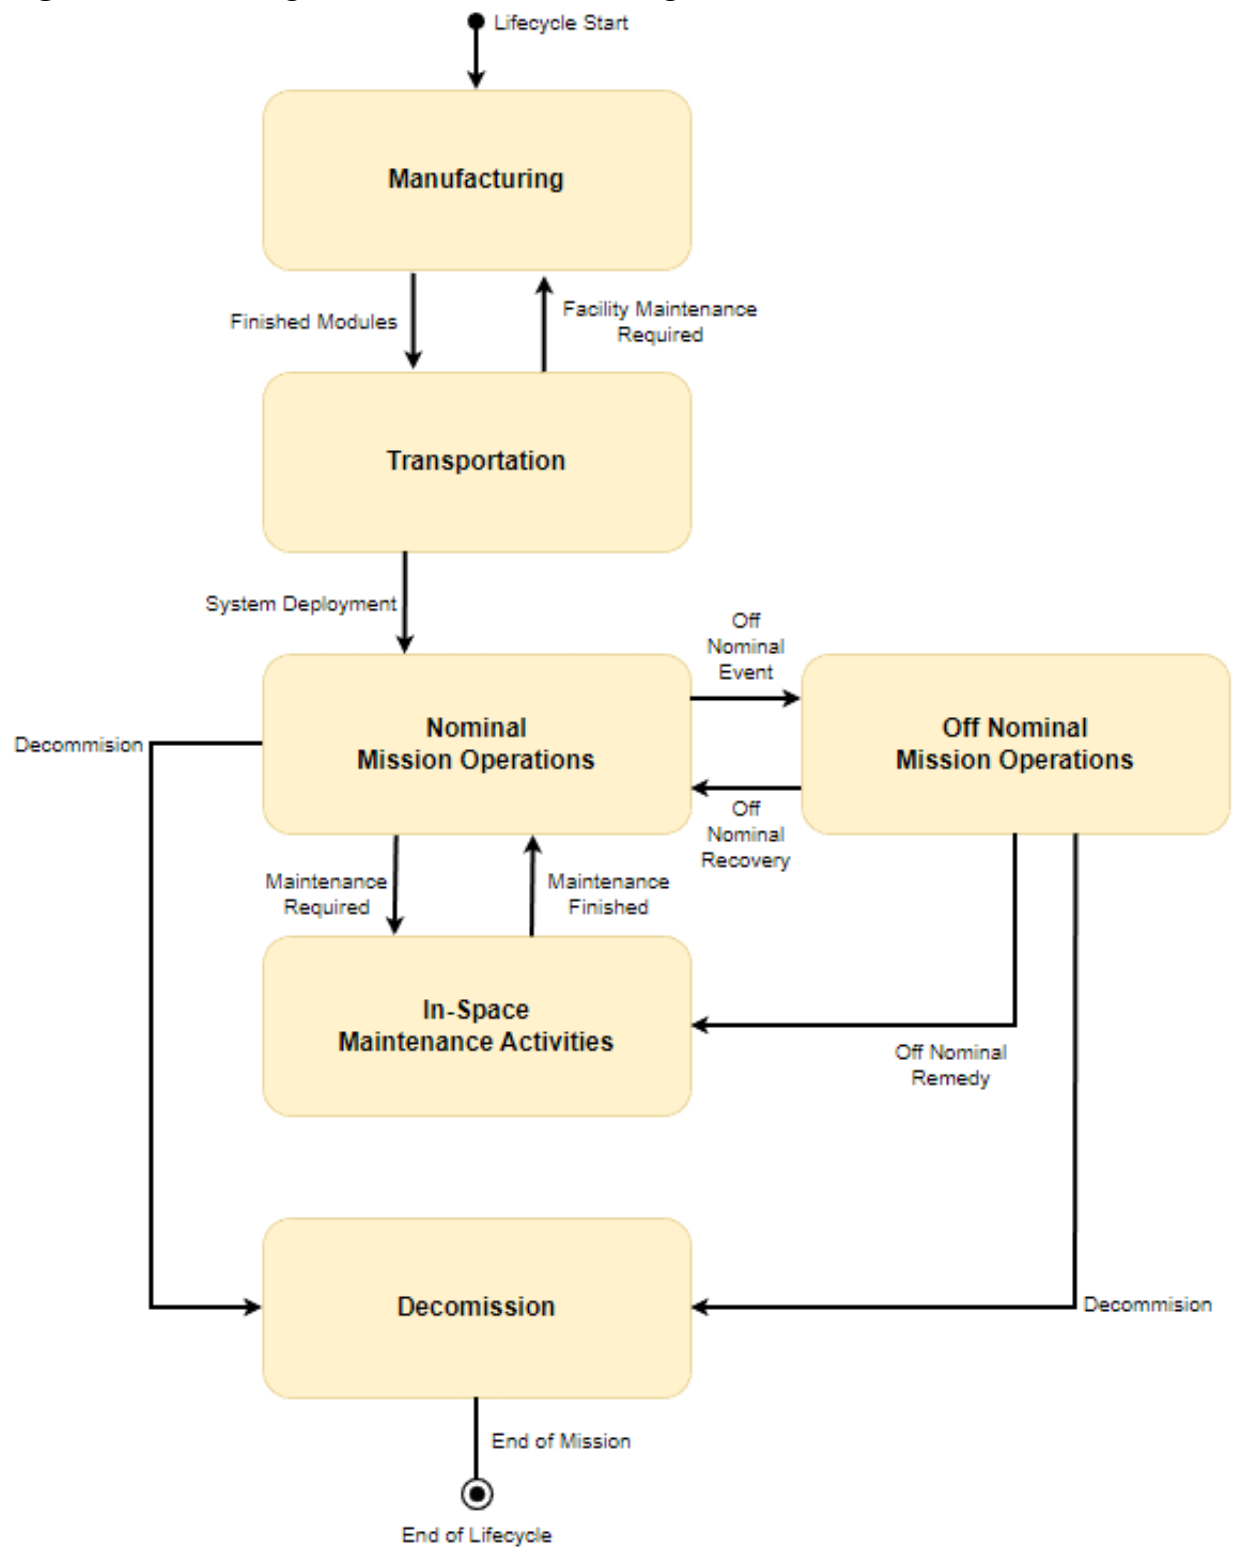 Lifecycle Start
Manufacturing
Finished Modules
Facility Maintenance
Required
Transportation
System Deployment
Off
Nominal
Event
Nominal
Mission Operations
Off Nominal
Mission Operations
Decommision
Off
Nominal
Recovery
Maintenance
Required
Maintenance
Finished
In-Space
Maintenance Activities
Off Nominal
Remedy
Decomission
Decommision
End of Mission
End of Lifecycle